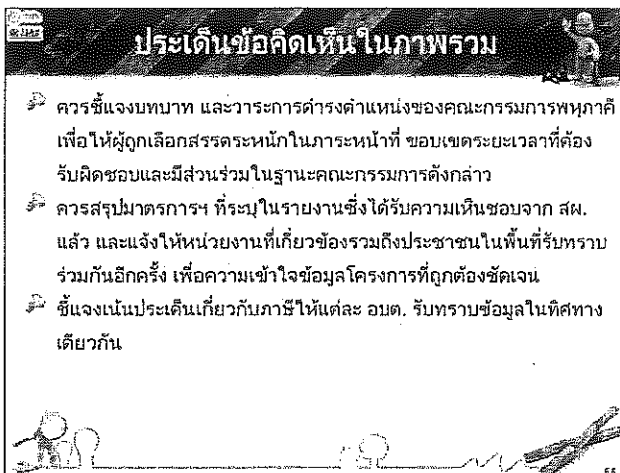 ประเด็นข้อคิดเห็นในภาพรวม
ควรชี้แจงบทบาท และวาระการดำรงตำแหน่งของคณะกรรมการพหุภาคี
เพื่อให้ผู้ถูกเลือกสรรตระหนักในภาระหน้าที่ ขอบเขตระยะเวลาที่ต้อง
รับผิดชอบและมีส่วนร่วมในฐานะคณะกรรมการดังกล่าว
ควรสรุปมาตรการฯ ที่ระบุในรายงานซึ่งได้รับความเห็นชอบจาก สผ.
แล้ว และแจ้งให้หน่วยงานที่เกี่ยวข้องรวมถึงประชาชนในพื้นที่รับทราบ
ร่วมกันอีกครั้ง เพื่อความเข้าใจข้อมูลโครงการที่ถูกต้องชัดเจน
ชี้แจงเน้นประเด็นเกี่ยวกับภาษีให้แต่ละ อบต. รับทราบข้อมูลในทิศทาง
เดียวกัน